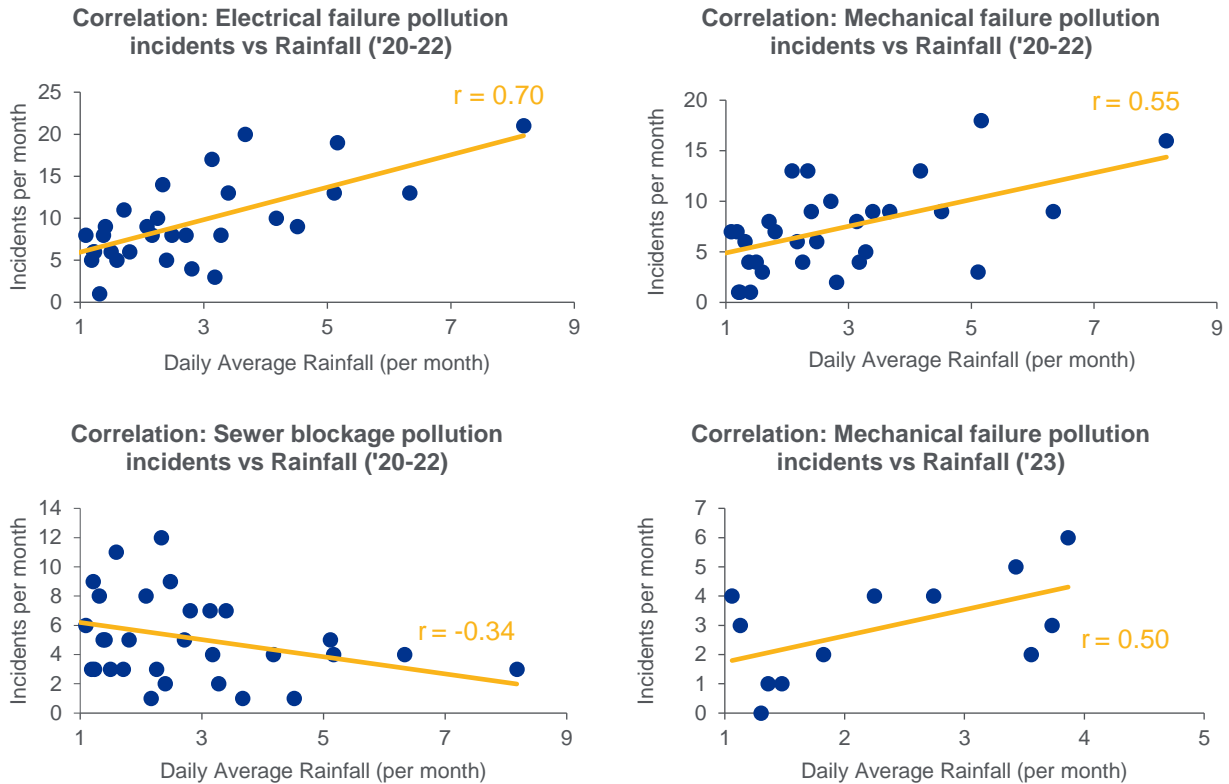 Correlation: Electrical failure pollution
incidents vs Rainfall ('20-22)
r = 0.70
Incidents per month
25
20
15
10
5
0
1 3 5 7 9
Daily Average Rainfall (per month)
Correlation: Mechanical failure pollution
incidents vs Rainfall ('20-22)
r = 0.55
Incidents per month
20
15
10
5
0
1 3 5 7 9
Daily Average Rainfall (per month)
Correlation: Sewer blockage pollution
incidents vs Rainfall ('20-22)
r = -0.34
Incidents per month
14
12
10
8
6
4
2
0
1 3 5 7 9
Daily Average Rainfall (per month)
Correlation: Mechanical failure pollution
incidents vs Rainfall ('23)
r = 0.50
Incidents per month
7
6
5
4
3
2
1
0
1 2 3 4 5
Daily Average Rainfall (per month)